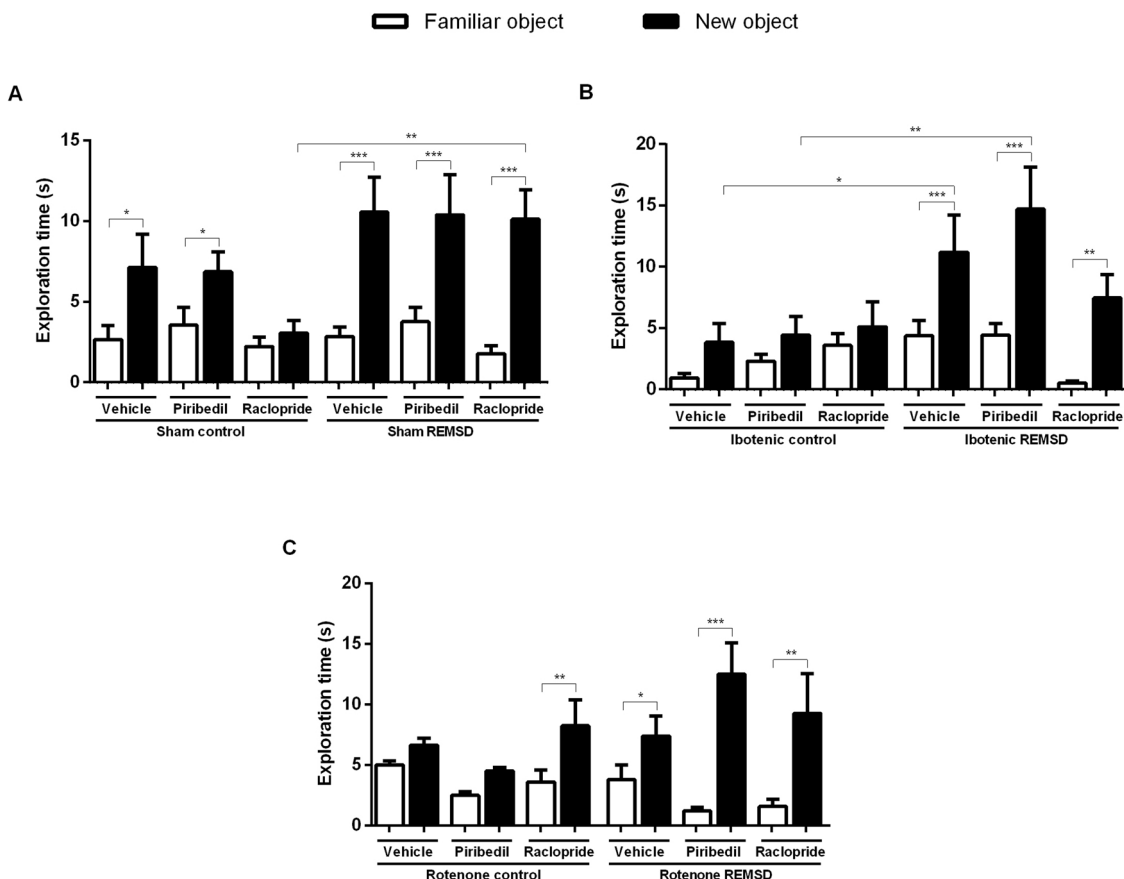 Familiar object New object
A
Exploration time (s)
15
10
5
0
* * *** *** *** **
Vehicle Piribedil Raclopride Vehicle Piribedil Raclopride
Sham control Sham REMSD
B
Exploration time (s)
20
15
10
5
0
* ** *** *** **
Vehicle Piribedil Raclopride Vehicle Piribedil Raclopride
Ibotenic control Ibotenic REMSD
C
Exploration time (s)
20
15
10
5
0
** * *** **
Vehicle Piribedil Raclopride Vehicle Piribedil Raclopride
Rotenone control Rotenone REMSD